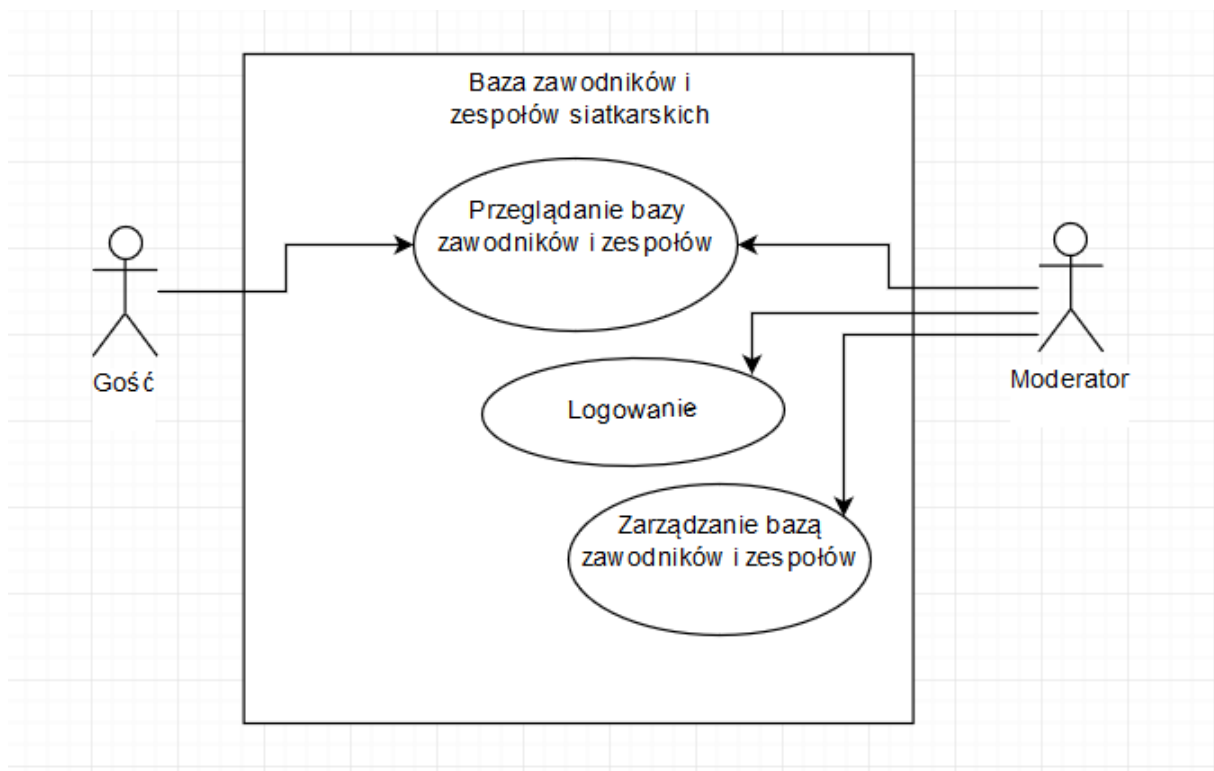 Baza zawodników i
zespołów siatkarskich
Przeglądanie bazy
zawodników i zespołów
Gość
Moderator
Logowanie
Zarządzanie bazą
zawodników i zespołów